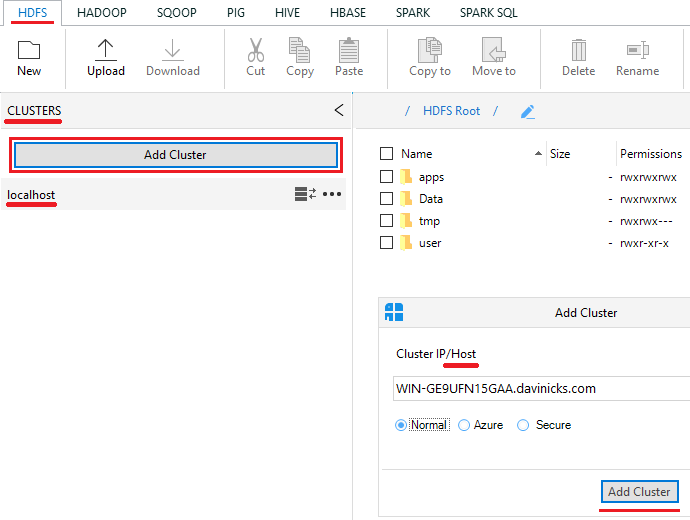 HDFS HADOOP SQOOP PIG HIVE HBASE SPARK SPARK SQL
New Upload Download Cut Copy Paste Copy to Move to Delete Rename
CLUSTERS <
Add Cluster
localhost
/ HDFS Root /
Name Size Permissions
apps - rwxrwxrwx
Data - rwxrwxrwx
tmp - rwxrwx---
user - rwxr-xr-x
Add Cluster
Cluster IP/Host
WIN-GE9UFN15GAA.davinicks.com
Normal Azure Secure
Add Cluster